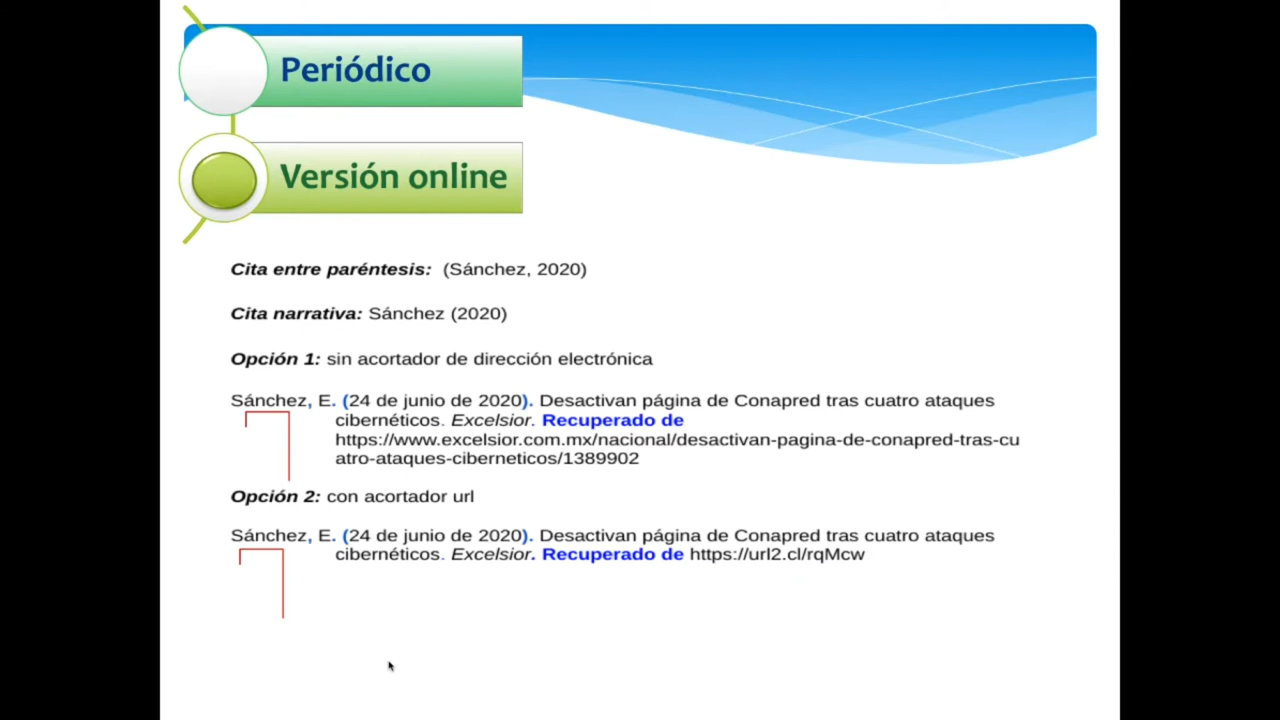 Periódico
Versión online
Cita entre paréntesis: (Sánchez, 2020)
Cita narrativa: Sánchez (2020)
Opción 1: sin acortador de dirección electrónica
Sánchez, E. (24 de junio de 2020). Desactivan página de Conapred tras cuatro ataques
cibernéticos. Excelsior. Recuperado de
https://www.excelsior.com.mx/nacional/desactivan-pagina-de-conapred-tras-cu
atro-ataques-ciberneticos/1389902
Opción 2: con acortador url
Sánchez, E. (24 de junio de 2020). Desactivan página de Conapred tras cuatro ataques
cibernéticos. Excelsior. Recuperado de https://url2.cl/rqMcw